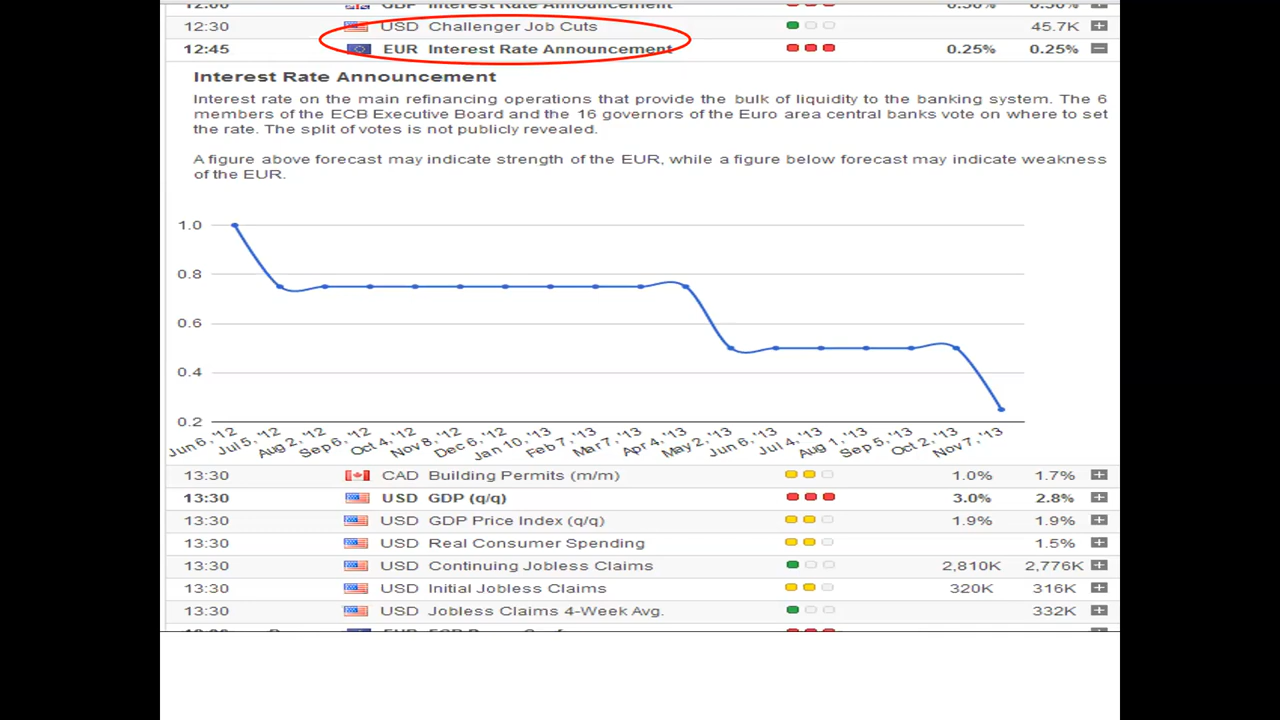 12:00 GBP Interest Rate Announcement 0.50% 0.50%
12:30 USD Challenger Job Cuts 45.7K
12:45 EUR Interest Rate Announcement 0.25% 0.25%
Interest Rate Announcement
Interest rate on the main refinancing operations that provide the bulk of liquidity to the banking system. The 6
members of the ECB Executive Board and the 16 governors of the Euro area central banks vote on where to set
the rate. The split of votes is not publicly revealed.
A figure above forecast may indicate strength of the EUR, while a figure below forecast may indicate weakness
of the EUR.
1.0
0.8
0.6
0.4
0.2
Jun 6, '12 Jul 5, '12 Aug 2, '12 Sep 6, '12 Oct 4, '12 Nov 8, '12 Dec 6, '12 Jan 10, '13 Feb 7, '13 Mar 7, '13 Apr 4, '13 May 2, '13 Jun 6, '13 Jul 4, '13 Aug 1, '13 Sep 5, '13 Oct 2, '13 Nov 7, '13
13:30 CAD Building Permits (m/m) 1.0% 1.7%
13:30 USD GDP (q/q) 3.0% 2.8%
13:30 USD GDP Price Index (q/q) 1.9% 1.9%
13:30 USD Real Consumer Spending 1.5%
13:30 USD Continuing Jobless Claims 2,810K 2,776K
13:30 USD Initial Jobless Claims 320K 316K
13:30 USD Jobless Claims 4-Week Avg. 332K